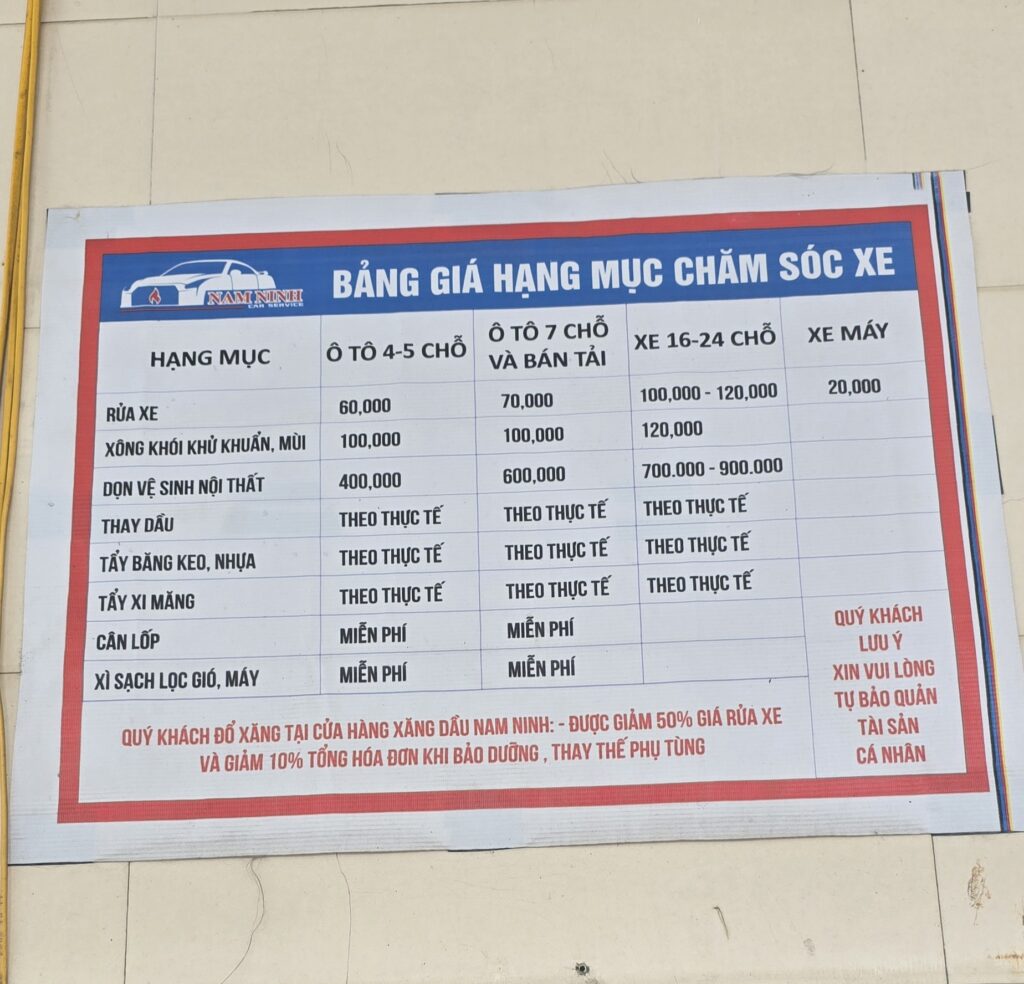 NAM NINH
CAR SERVICE
BẢNG GIÁ HẠNG MỤC CHĂM SÓC XE
HẠNG MỤC Ô TÔ 4-5 CHỖ Ô TÔ 7 CHỖ VÀ BÁN TẢI XE 16-24 CHỖ XE MÁY
RỬA XE 60,000 70,000 100,000 - 120,000 20,000
XÔNG KHÓI KHỬ KHUẨN, MÙI 100,000 100,000 120,000
DỌN VỆ SINH NỘI THẤT 400,000 600,000 700.000 - 900.000
THAY DẦU THEO THỰC TẾ THEO THỰC TẾ THEO THỰC TẾ
TẨY BĂNG KEO, NHỰA THEO THỰC TẾ THEO THỰC TẾ THEO THỰC TẾ
TẨY XI MĂNG THEO THỰC TẾ THEO THỰC TẾ THEO THỰC TẾ
CÂN LỐP MIỄN PHÍ MIỄN PHÍ
XÌ SẠCH LỌC GIÓ, MÁY MIỄN PHÍ MIỄN PHÍ
QUÝ KHÁCH
LƯU Ý
XIN VUI LÒNG
TỰ BẢO QUẢN
TÀI SẢN
CÁ NHÂN
QUÝ KHÁCH ĐỔ XĂNG TẠI CỬA HÀNG XĂNG DẦU NAM NINH: - ĐƯỢC GIẢM 50% GIÁ RỬA XE
VÀ GIẢM 10% TỔNG HÓA ĐƠN KHI BẢO DƯỠNG , THAY THẾ PHỤ TÙNG